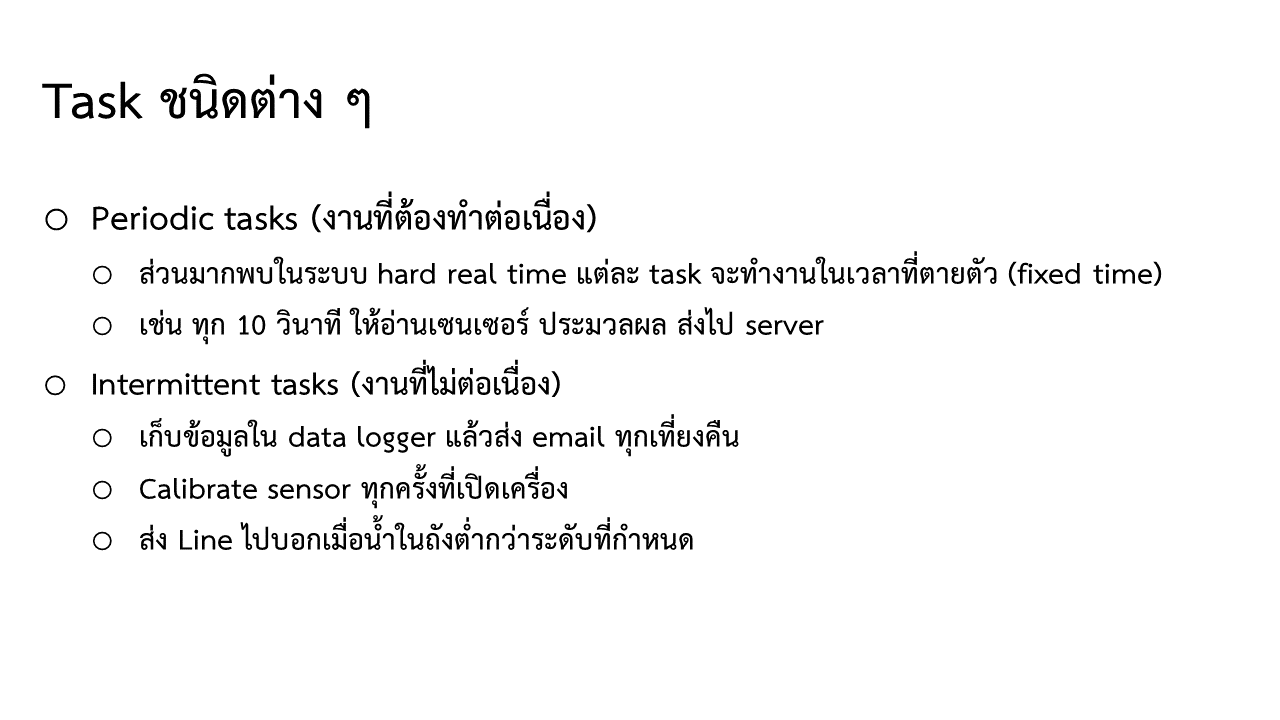 Task ชนิดต่าง ๆ
Periodic tasks (งานที่ต้องทำต่อเนื่อง)
ส่วนมากพบในระบบ hard real time แต่ละ task จะทำงานในเวลาที่ตายตัว (fixed time)
เช่น ทุก 10 วินาที ให้อ่านเซนเซอร์ ประมวลผล ส่งไป server
Intermittent tasks (งานที่ไม่ต่อเนื่อง)
เก็บข้อมูลใน data logger แล้วส่ง email ทุกเที่ยงคืน
Calibrate sensor ทุกครั้งที่เปิดเครื่อง
ส่ง Line ไปบอกเมื่อน้ำในถังต่ำกว่าระดับที่กำหนด